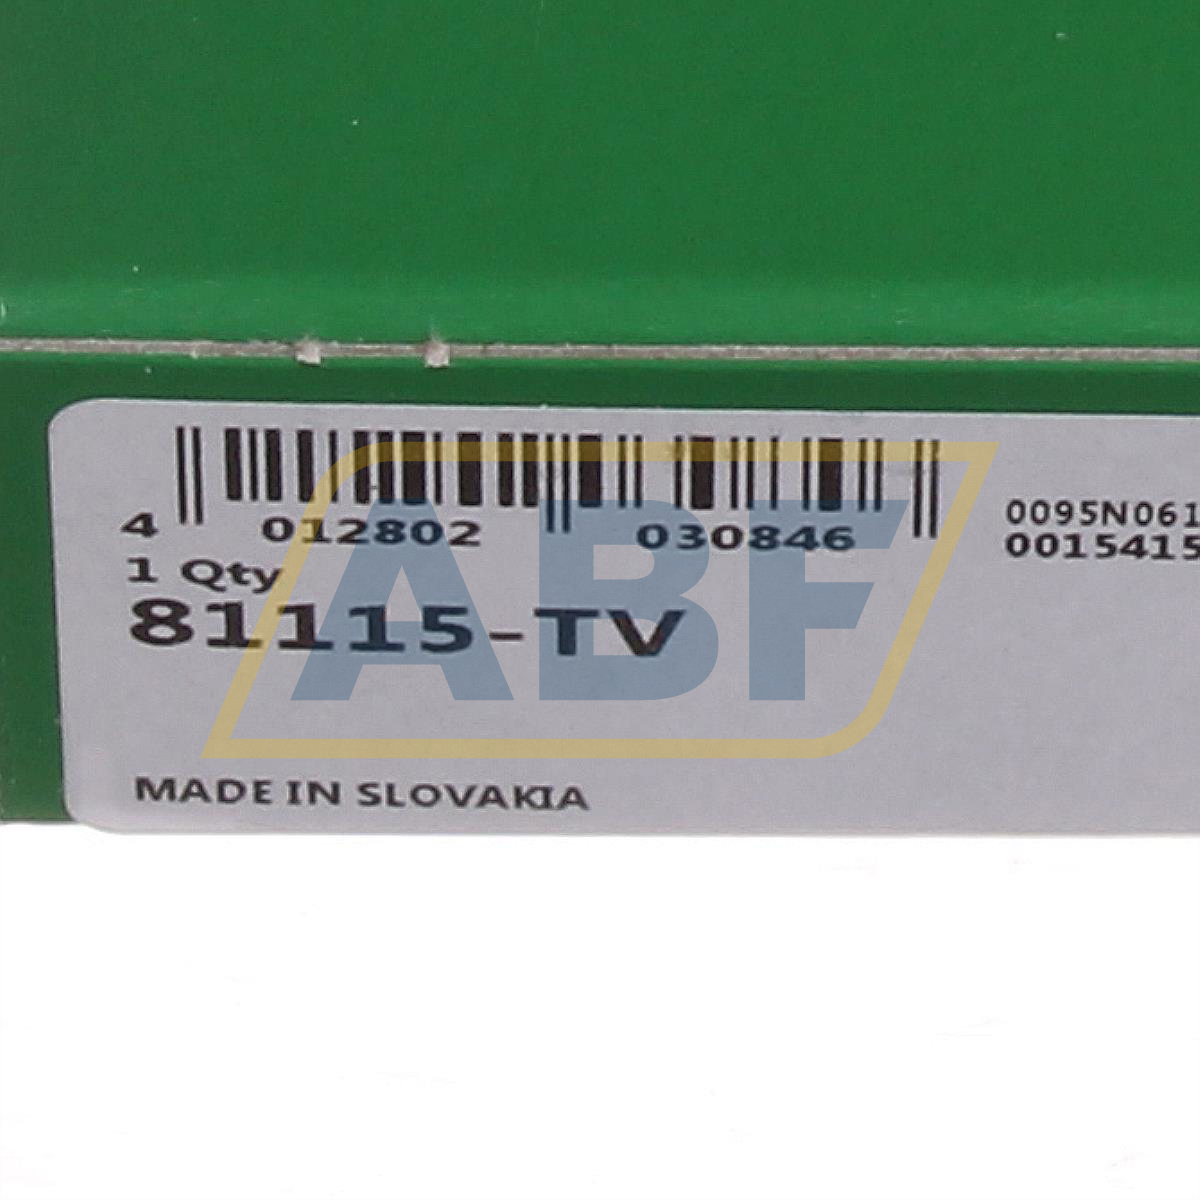 4 012802 030846
0095N061
0015415
1 Qty
81115-TV
ABF
MADE IN SLOVAKIA